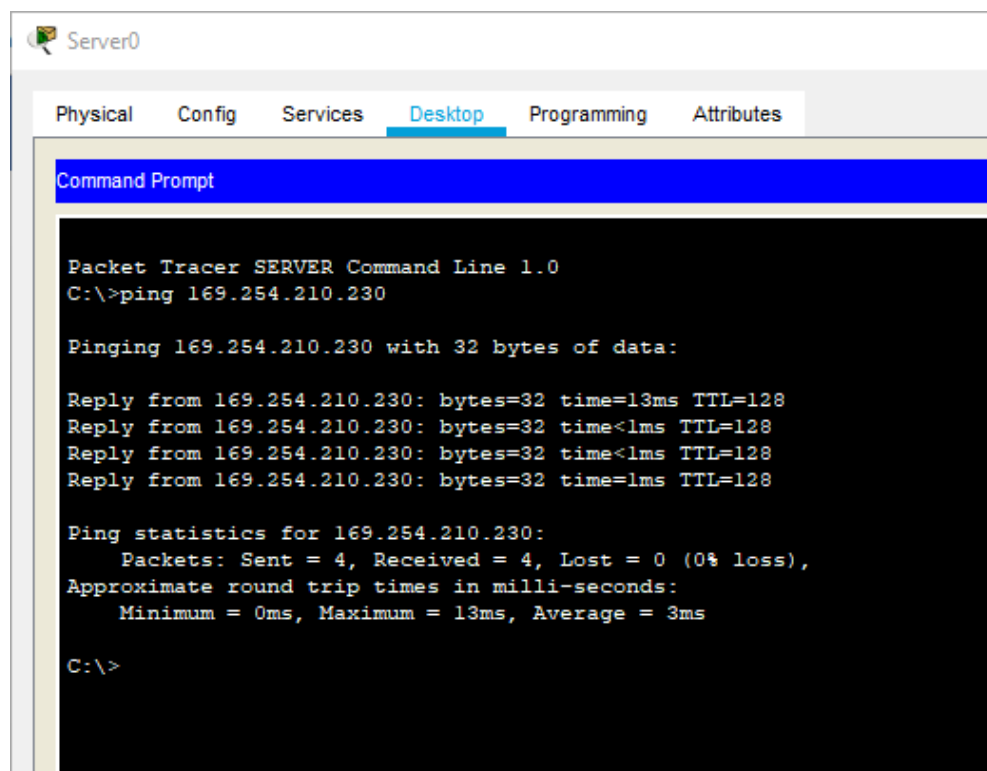 Server0
Physical Config Services Desktop Programming Attributes
Command Prompt
Packet Tracer SERVER Command Line 1.0
C:\>ping 169.254.210.230
Pinging 169.254.210.230 with 32 bytes of data:
Reply from 169.254.210.230: bytes=32 time=13ms TTL=128
Reply from 169.254.210.230: bytes=32 time<1ms TTL=128
Reply from 169.254.210.230: bytes=32 time<1ms TTL=128
Reply from 169.254.210.230: bytes=32 time=1ms TTL=128
Ping statistics for 169.254.210.230:
Packets: Sent = 4, Received = 4, Lost = 0 (0% loss),
Approximate round trip times in milli-seconds:
Minimum = 0ms, Maximum = 13ms, Average = 3ms
C:\>